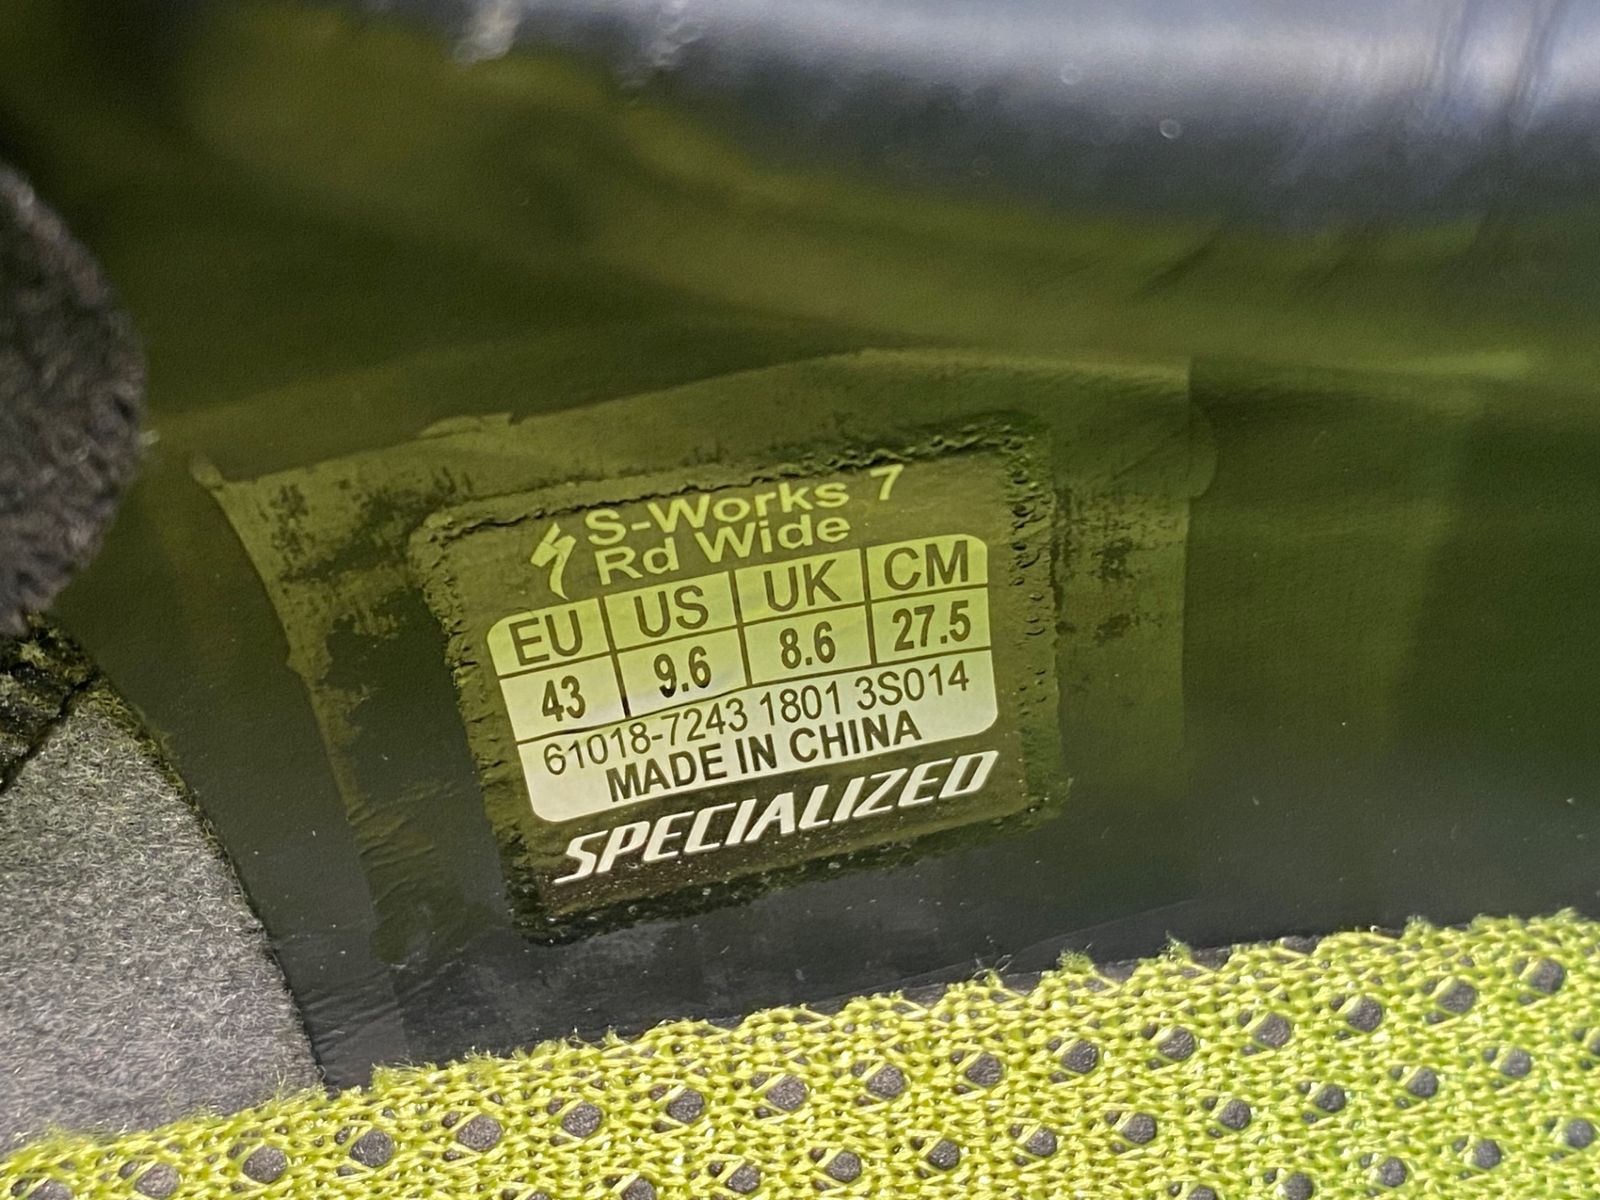 S-Works 7
Rd Wide
EU US UK CM
43 9.6 8.6 27.5
61018-7243 1801 3S014
MADE IN CHINA
SPECIALIZED